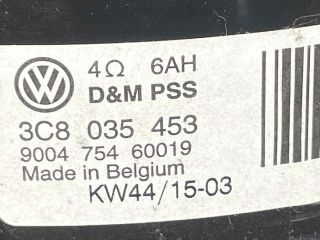 4Ω 6AH
D&M PSS
3C8 035 453
9004 754 60019
Made in Belgium
KW44/15-03